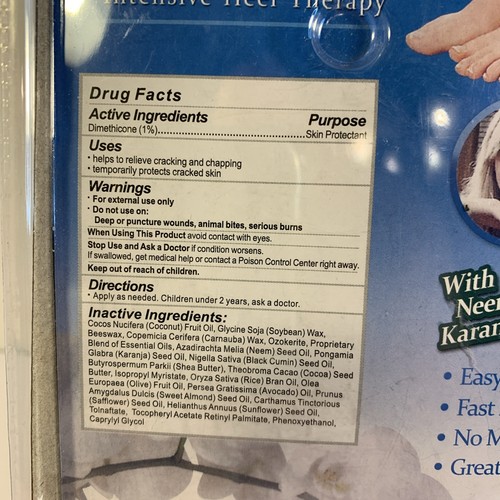 Intensive Heel Therapy
Drug Facts
Active Ingredients Purpose
Dimethicone (1%)..................................................Skin Protectant
Uses
• helps to relieve cracking and chapping
• temporarily protects cracked skin
Warnings
• For external use only
• Do not use on:
Deep or puncture wounds, animal bites, serious burns
When Using This Product avoid contact with eyes.
Stop Use and Ask a Doctor if condition worsens.
If swallowed, get medical help or contact a Poison Control Center right away.
Keep out of reach of children.
Directions
• Apply as needed. Children under 2 years, ask a doctor.
Inactive Ingredients:
Cocos Nucifera (Coconut) Fruit Oil, Glycine Soja (Soybean) Wax,
Beeswax, Copernicia Cerifera (Carnauba) Wax, Ozokerite, Proprietary
Blend of Essential Oils, Azadirachta Melia (Neem) Seed Oil, Pongamia
Glabra (Karanja) Seed Oil, Nigella Sativa (Black Cumin) Seed Oil,
Butyrospermum Parkii (Shea Butter), Theobroma Cacao (Cocoa) Seed
Butter, Isopropyl Myristate, Oryza Sativa (Rice) Bran Oil, Olea
Europaea (Olive) Fruit Oil, Persea Gratissima (Avocado) Oil, Prunus
Amygdalus Dulcis (Sweet Almond) Seed Oil, Carthamus Tinctorious
(Safflower) Seed Oil, Helianthus Annuus (Sunflower) Seed Oil,
Tolnaftate, Tocopheryl Acetate Retinyl Palmitate, Phenoxyethanol,
Caprylyl Glycol
With
Neem
Karan
• Easy
• Fast
• No M
• Great